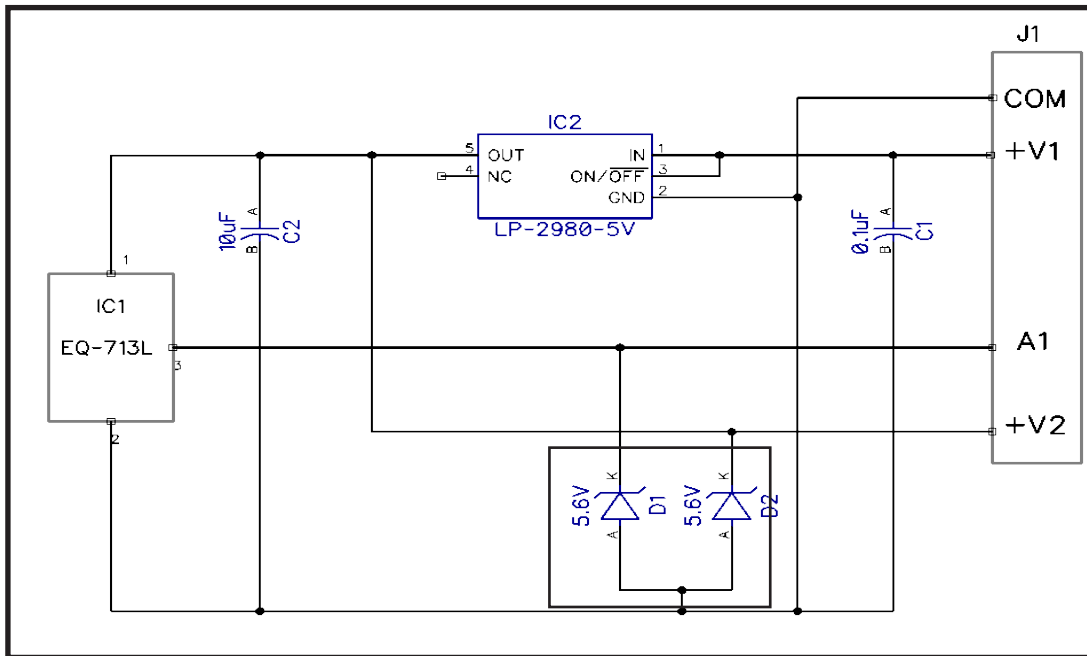 J1
COM
+V1
A1
+V2
IC2
5 OUT IN 1
4 NC ON/OFF 3
GND 2
LP-2980-5V
A
10uF C2
B
A
0.1uF C1
B
1
IC1
EQ-713L
3
2
K K
5.6V D1 5.6V D2
A A